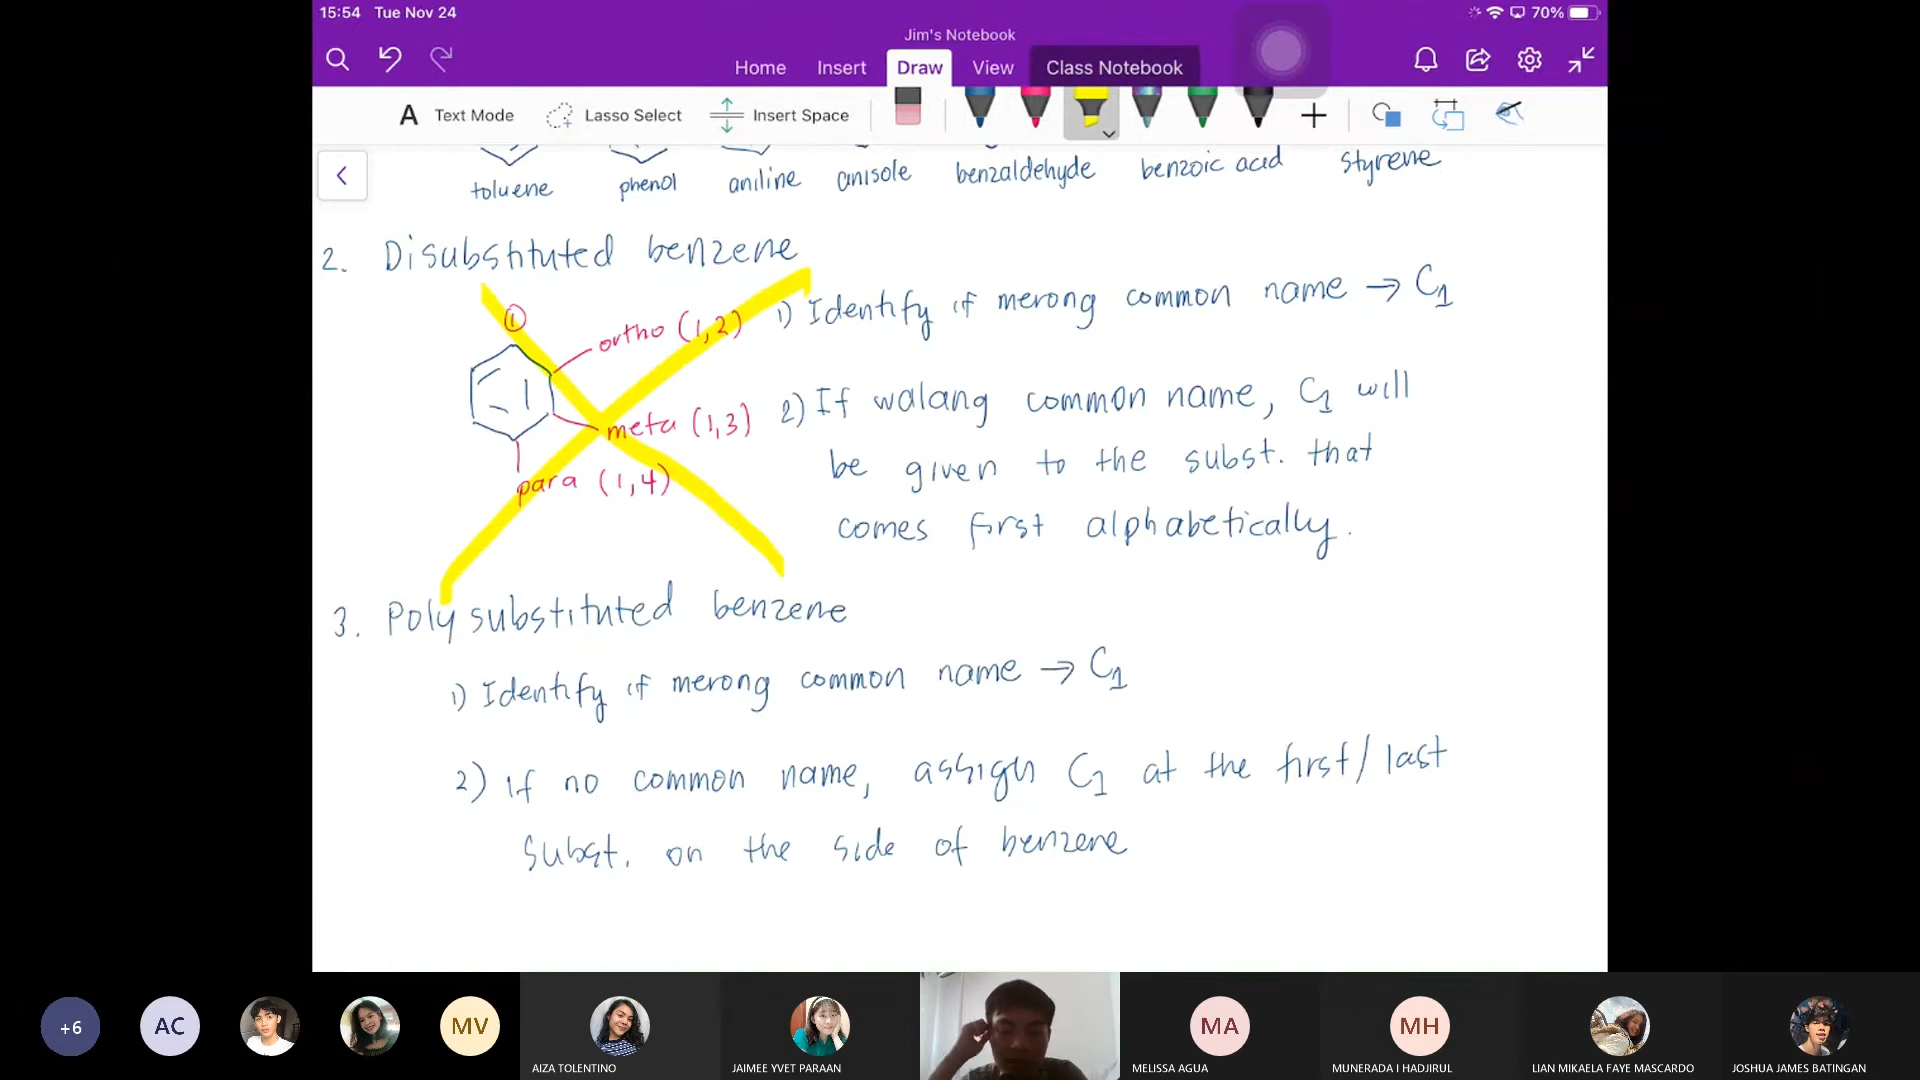 15:54 Tue Nov 24
70%
Jim's Notebook
Home Insert Draw View Class Notebook
A Text Mode Lasso Select Insert Space
toluene phenol aniline anisole benzaldehyde benzoic acid styrene
2. Disubstituted benzene
1
ortho (1,2)
meta (1,3)
para (1,4)
1) Identify if merong common name → C1
2) If walang common name, C1 will
be given to the subst. that
comes first alphabetically.
3. Polysubstituted benzene
1) Identify if merong common name → C1
2) if no common name, assign C1 at the first/last
subst. on the side of benzene
+6
AC
MV
AIZA TOLENTINO
JAIMEE YVET PARAAN
MA
MELISSA AGUA
MH
MUNERADA I HADJIRUL
LIAN MIKAELA FAYE MASCARDO
JOSHUA JAMES BATINGAN